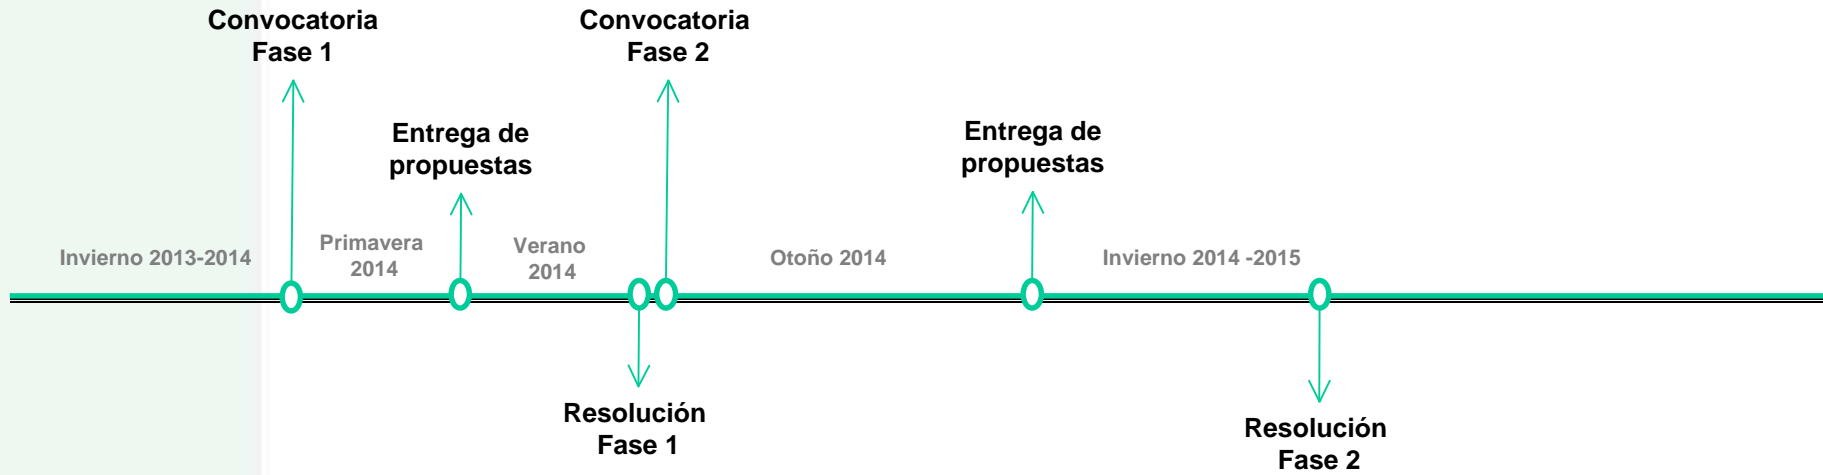 Convocatoria
Fase 1
Convocatoria
Fase 2
Entrega de
propuestas
Entrega de
propuestas
Invierno 2013-2014
Primavera
2014
Verano
2014
Otoño 2014
Invierno 2014 -2015
Resolución
Fase 1
Resolución
Fase 2